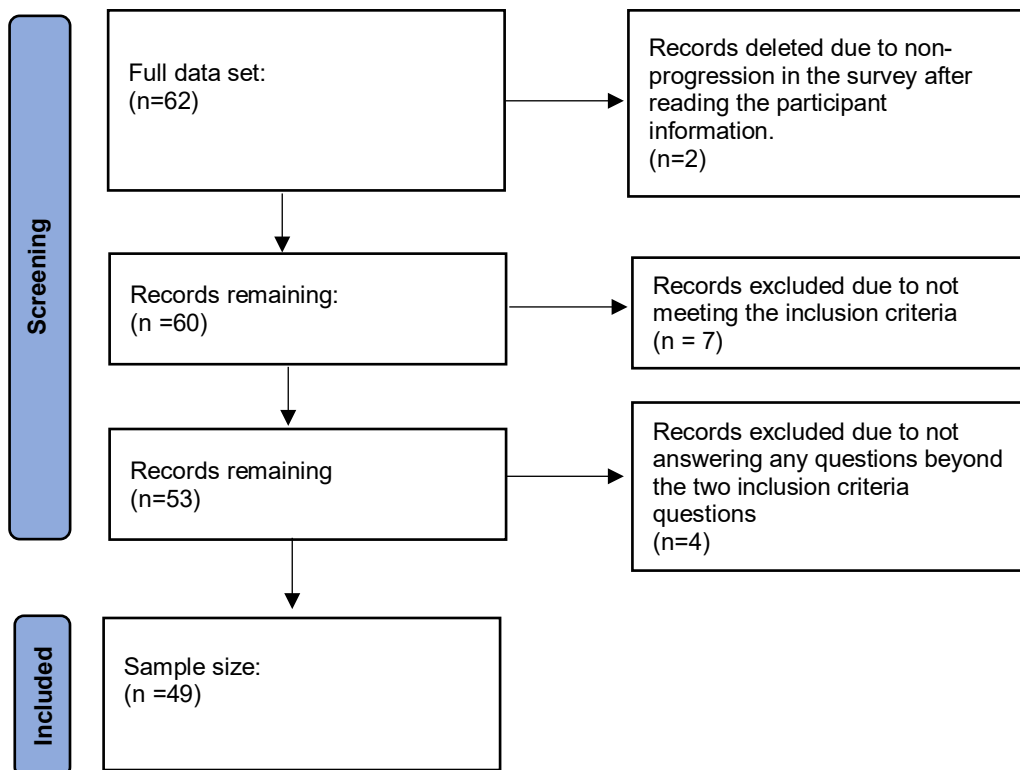 Screening
Full data set:
(n=62)
Records deleted due to non-
progression in the survey after
reading the participant
information.
(n=2)
Records remaining:
(n =60)
Records excluded due to not
meeting the inclusion criteria
(n = 7)
Records remaining
(n=53)
Records excluded due to not
answering any questions beyond
the two inclusion criteria
questions
(n=4)
Included
Sample size:
(n =49)